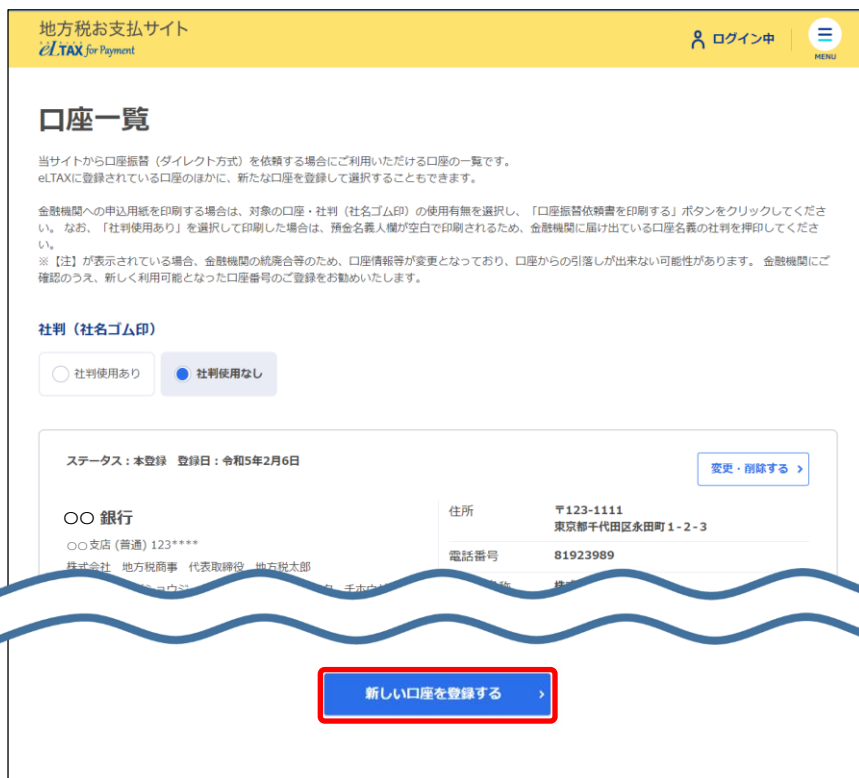 地方税お支払サイト
eLTAX for Payment
ログイン中
MENU
口座一覧
当サイトから口座振替（ダイレクト方式）を依頼する場合にご利用いただける口座の一覧です。
eLTAXに登録されている口座のほかに、新たな口座を登録して選択することもできます。
金融機関への申込用紙を印刷する場合は、対象の口座・社判（社名ゴム印）の使用有無を選択し、「口座振替依頼書を印刷する」ボタンをクリックしてくださ
い。 なお、「社判使用あり」を選択して印刷した場合は、預金名義人欄が空白で印刷されるため、金融機関に届け出ている口座名義の社判を押印してくださ
い。
※【注】が表示されている場合、金融機関の統廃合等のため、口座情報等が変更となっており、口座からの引落しが出来ない可能性があります。 金融機関にご
確認のうえ、新しく利用可能となった口座番号のご登録をお勧めいたします。
社判（社名ゴム印）
社判使用あり
社判使用なし
ステータス：本登録 登録日：令和5年2月6日
変更・削除する
〇〇 銀行
〇〇支店 (普通) 123****
株式会社 地方税商事 代表取締役 地方税太郎
住所
〒123-1111
東京都千代田区永田町１-２-３
電話番号
81923989
新しい口座を登録する